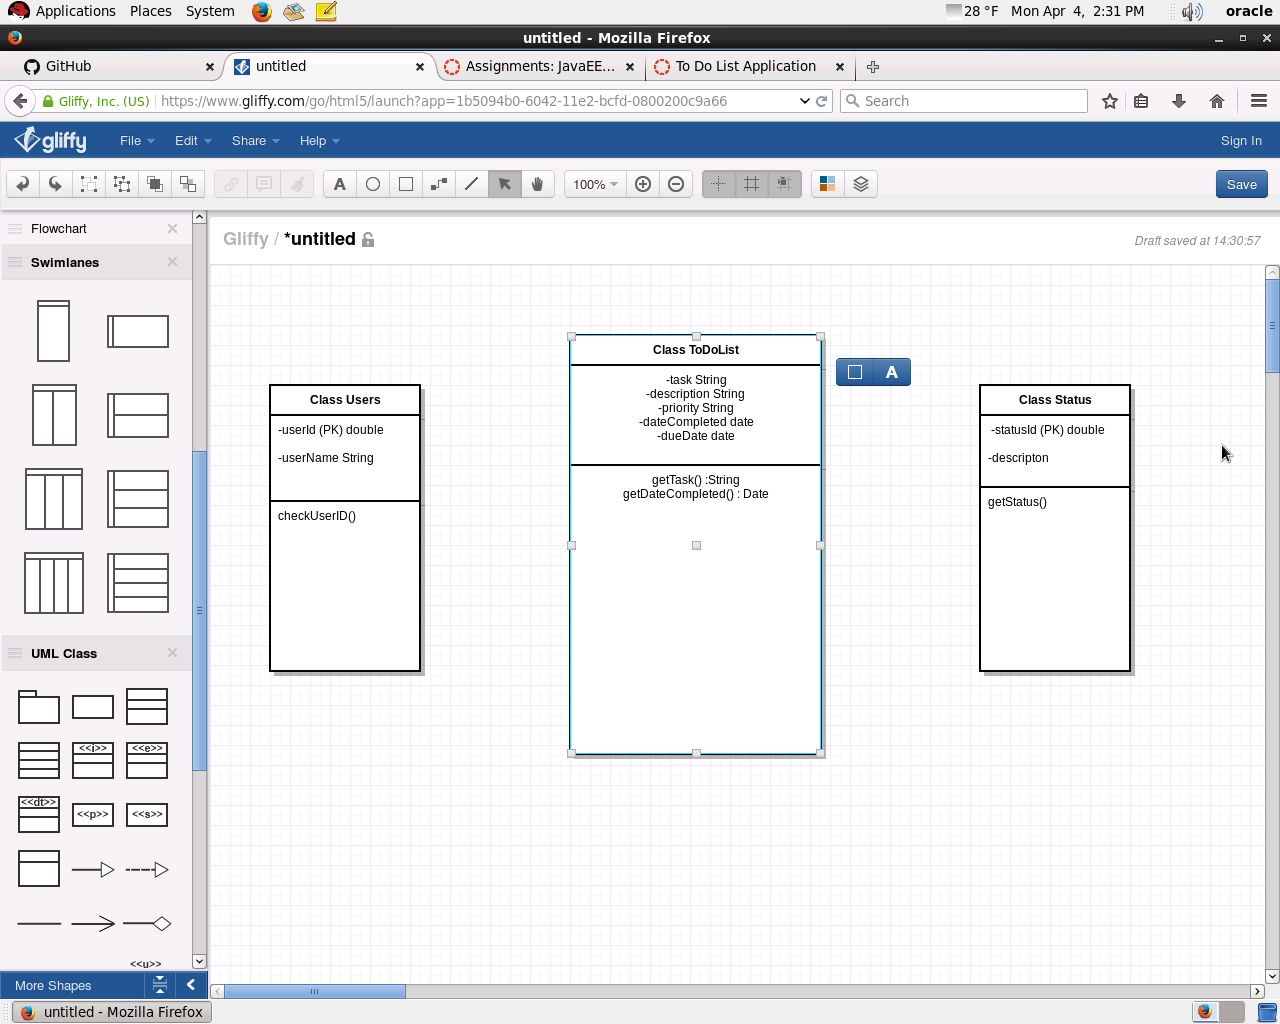 Applications Places System 28 °F Mon Apr 4, 2:31 PM oracle
untitled - Mozilla Firefox
GitHub untitled Assignments: JavaEE... To Do List Application
Gliffy, Inc. (US) https://www.gliffy.com/go/html5/launch?app=1b5094b0-6042-11e2-bcfd-0800200c9a66 Search
gliffy File Edit Share Help Sign In
A 100% Save
Flowchart
Gliffy / *untitled Draft saved at 14:30:57
Swimlanes
Class ToDoList
-task String
-description String
-priority String
-dateCompleted date
-dueDate date
getTask() :String
getDateCompleted() : Date
A
Class Users
-userId (PK) double
-userName String
checkUserID()
Class Status
-statusId (PK) double
-descripton
getStatus()
UML Class
<<i>> <<e>>
<<dt>> <<p>> <<s>>
<<u>>
More Shapes
untitled - Mozilla Firefox